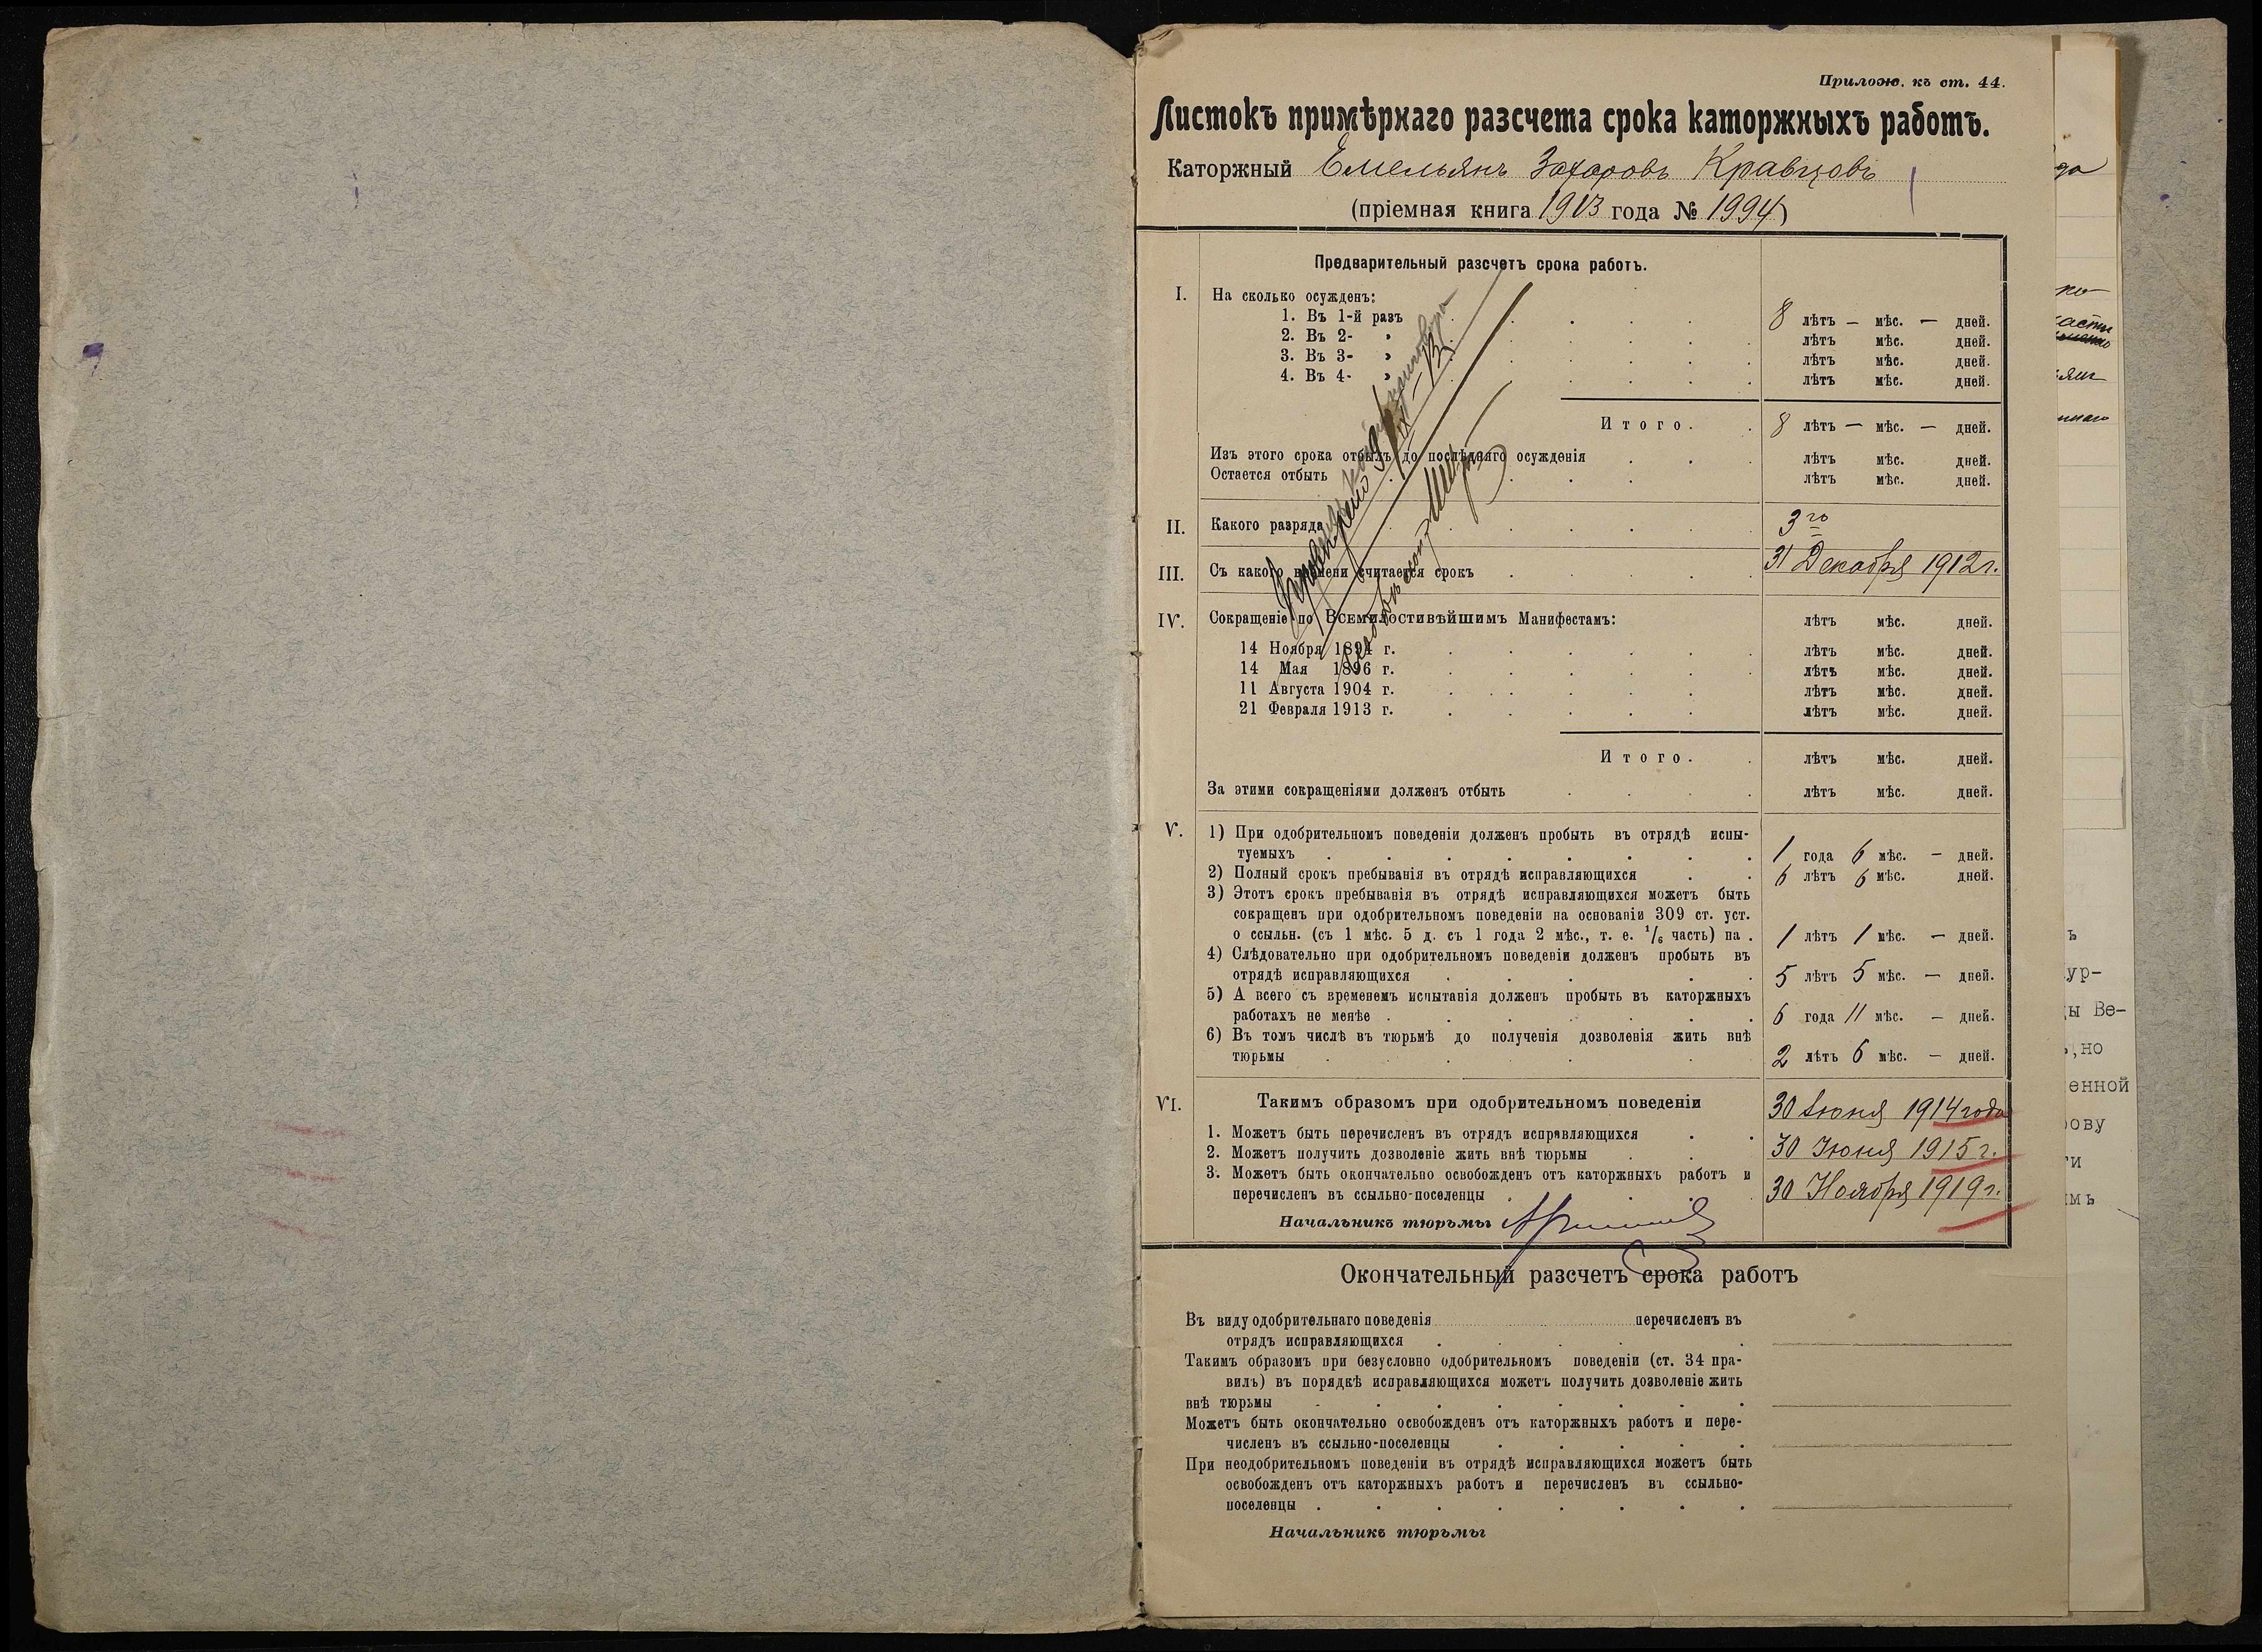 Прилож. къ ст. 44.
Листокъ примѣрнаго разсчета срока каторжныхъ работъ.
Каторжный Емельянъ Захаровъ Кравцовъ
(пріемная книга 1913 года № 1994)
Предварительный разсчетъ срока работъ.
I. На сколько осужденъ:
1. Въ 1-й разъ 8 лѣтъ — мѣс. — дней.
2. Въ 2- » лѣтъ мѣс. дней.
3. Въ 3- » лѣтъ мѣс. дней.
4. Въ 4- » лѣтъ мѣс. дней.
Итого. 8 лѣтъ — мѣс. — дней.
Изъ этого срока отбылъ до послѣдняго осужденія лѣтъ мѣс. дней.
Остается отбыть лѣтъ мѣс. дней.
II. Какого разряда 3го
III. Съ какого времени считается срокъ 31 Декабря 1912 г.
IV. Сокращеніе по Всемилостивѣйшимъ Манифестамъ: лѣтъ мѣс. дней.
14 Ноября 1894 г. лѣтъ мѣс. дней.
14 Мая 1896 г. лѣтъ мѣс. дней.
11 Августа 1904 г. лѣтъ мѣс. дней.
21 Февраля 1913 г. лѣтъ мѣс. дней.
Итого. лѣтъ мѣс. дней.
За этими сокращеніями долженъ отбыть лѣтъ мѣс. дней.
V. 1) При одобрительномъ поведеніи долженъ пробыть въ отрядѣ испы-
туемыхъ 1 года 6 мѣс. — дней.
2) Полный срокъ пребыванія въ отрядѣ исправляющихся 6 лѣтъ 6 мѣс. дней.
3) Этотъ срокъ пребыванія въ отрядѣ исправляющихся можетъ быть
сокращенъ при одобрительномъ поведеніи на основаніи 309 ст. уст.
о ссыльн. (съ 1 мѣс. 5 д. съ 1 года 2 мѣс., т. е. 1/6 часть) на 1 лѣтъ 1 мѣс. — дней.
4) Слѣдовательно при одобрительномъ поведеніи долженъ пробыть въ
отрядѣ исправляющихся 5 лѣтъ 5 мѣс. — дней.
5) А всего съ временемъ испытанія долженъ пробыть въ каторжныхъ
работахъ не менѣе 6 года 11 мѣс. — дней.
6) Въ томъ числѣ въ тюрьмѣ до полученія дозволенія жить внѣ
тюрьмы 2 лѣтъ 6 мѣс. — дней.
VI. Такимъ образомъ при одобрительномъ поведеніи
1. Можетъ быть перечисленъ въ отрядъ исправляющихся 30 Іюня 1914 года
2. Можетъ получить дозволеніе жить внѣ тюрьмы 30 Іюня 1915 г.
3. Можетъ быть окончательно освобожденъ отъ каторжныхъ работъ и
перечисленъ въ ссыльно-поселенцы 30 Ноября 1919 г.
Начальникъ тюрьмы
Окончательный разсчетъ срока работъ
Въ виду одобрительнаго поведенія перечисленъ въ
отрядъ исправляющихся
Такимъ образомъ при безусловно одобрительномъ поведеніи (ст. 34 пра-
вилъ) въ порядкѣ исправляющихся можетъ получить дозволеніе жить
внѣ тюрьмы
Можетъ быть окончательно освобожденъ отъ каторжныхъ работъ и пере-
численъ въ ссыльно-поселенцы
При неодобрительномъ поведеніи въ отрядѣ исправляющихся можетъ быть
освобожденъ отъ каторжныхъ работъ и перечисленъ въ ссыльно-
поселенцы
Начальникъ тюрьмы